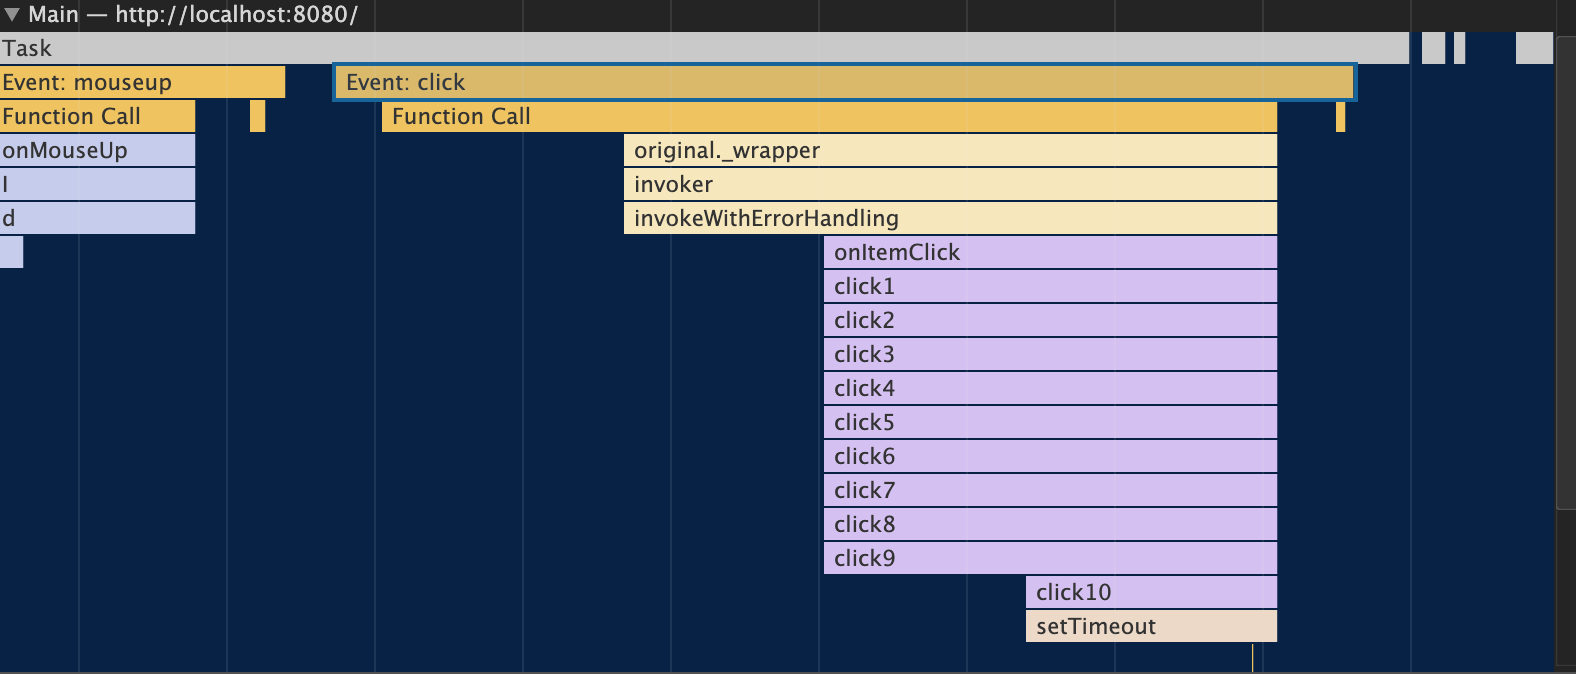 Main — http://localhost:8080/
Task
Event: mouseup Event: click
Function Call Function Call
onMouseUp original._wrapper
l invoker
d invokeWithErrorHandling
onItemClick
click1
click2
click3
click4
click5
click6
click7
click8
click9
click10
setTimeout